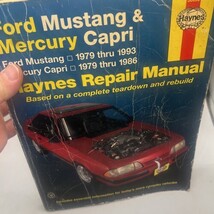 Ford Mustang &
Mercury Capri
Haynes
Ford Mustang □ 1979 thru 1993
Mercury Capri □ 1979 thru 1986
Haynes Repair Manual
Based on a complete teardown and rebuild